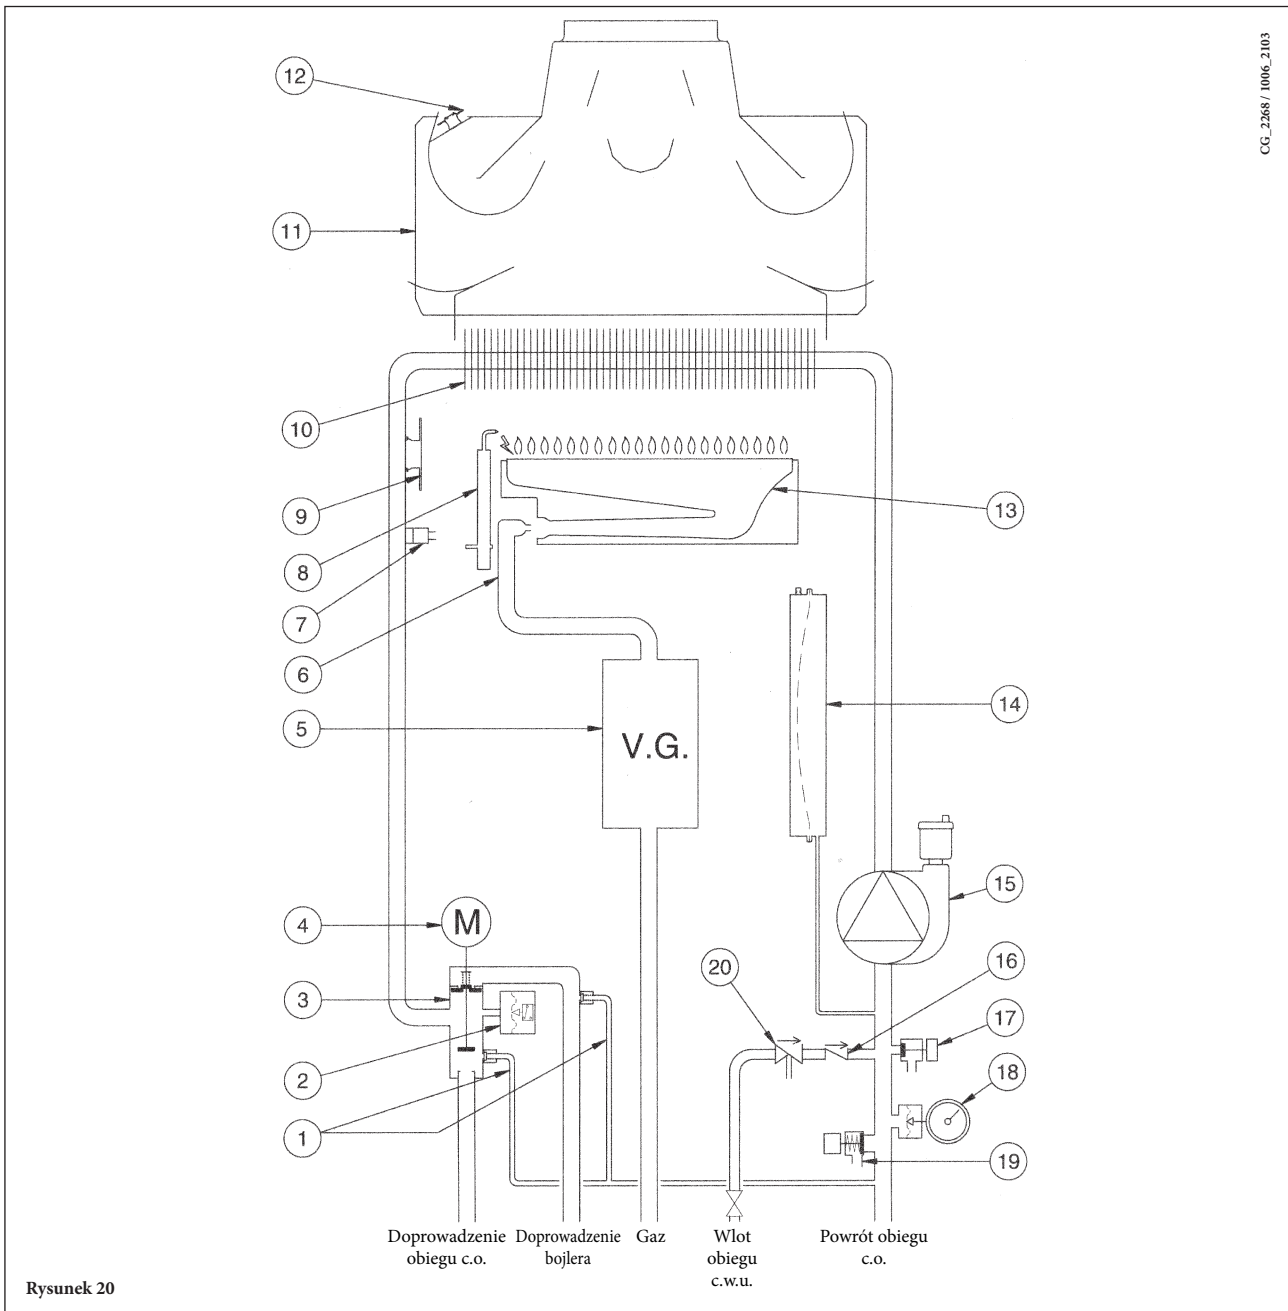 CG_2268 / 1006_2103
12
11
10
9
8
7
6
5
4
3
2
1
13
14
15
16
17
18
19
20
V.G.
M
Doprowadzenie
obiegu c.o.
Doprowadzenie
bojlera
Gaz
Wlot
obiegu
c.w.u.
Powrót obiegu
c.o.
Rysunek 20